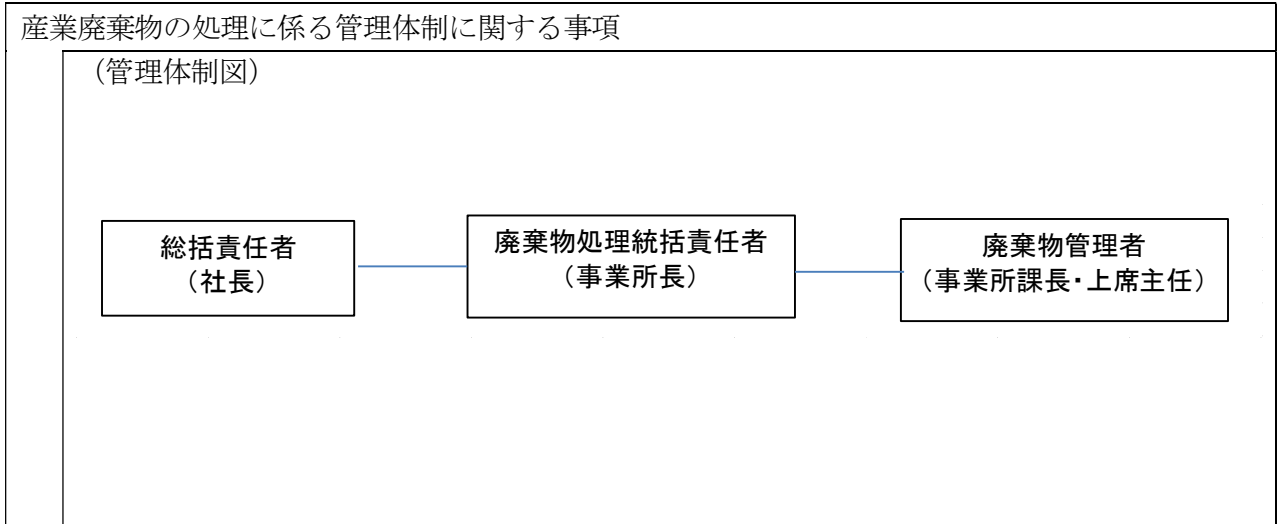 産業廃棄物の処理に係る管理体制に関する事項
（管理体制図）
総括責任者
（社長）
廃棄物処理統括責任者
（事業所長）
廃棄物管理者
（事業所課長・上席主任）